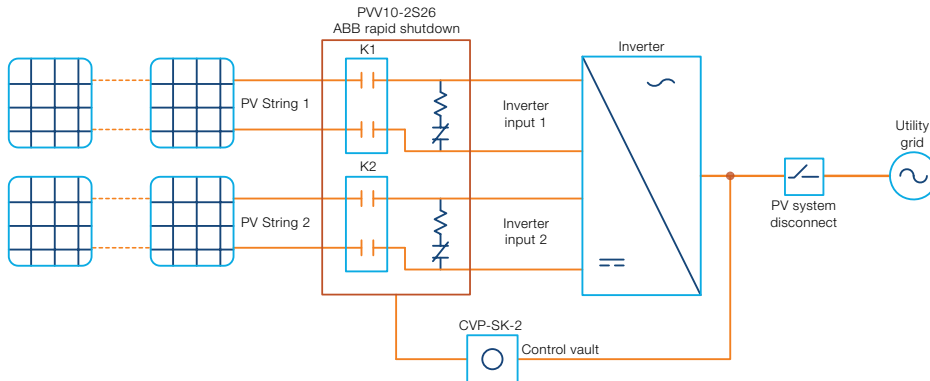 PVV10-2S26
ABB rapid shutdown
K1
Inverter
PV String 1
Inverter
input 1
Utility
grid
K2
PV System
disconnect
PV String 2
Inverter
input 2
CVP-SK-2
Control vault